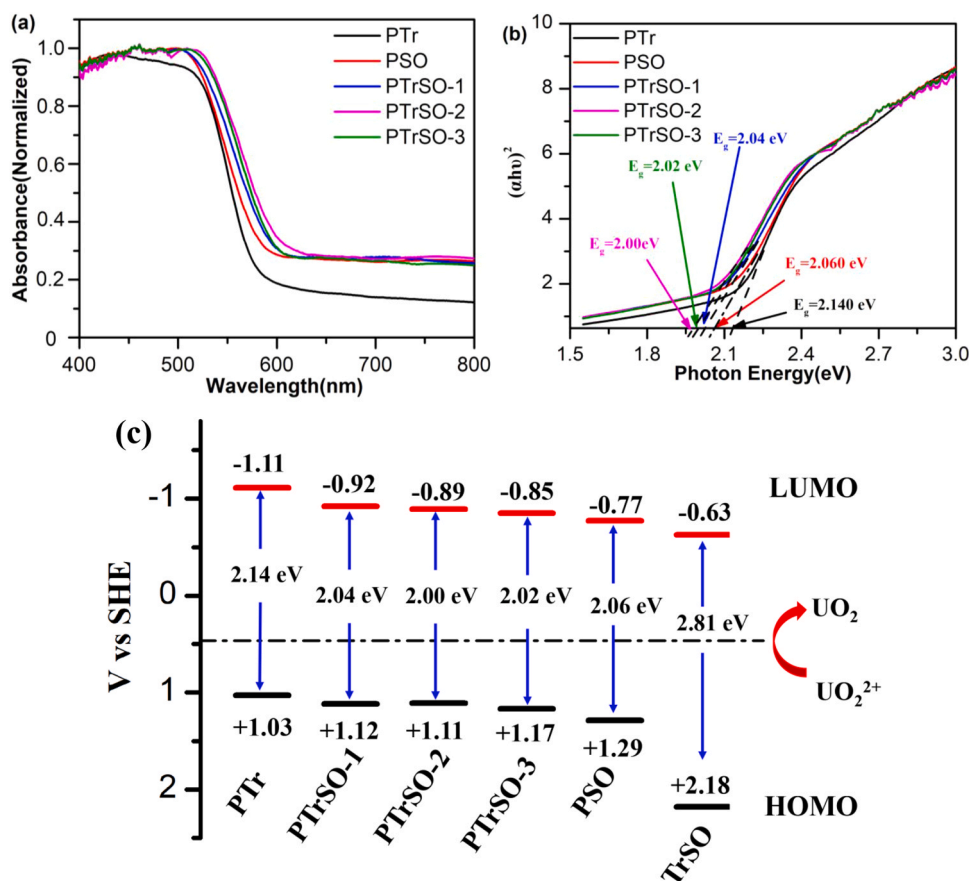 (a)
PTr
PSO
PTrSO-1
PTrSO-2
PTrSO-3
1.0
0.8
0.6
0.4
0.2
0
400 500 600 700 800
Absorbance(Normalized)
Wavelength(nm)
(b)
PTr
PSO
PTrSO-1
PTrSO-2
PTrSO-3
Eg=2.04 eV
Eg=2.02 eV
Eg=2.00eV
Eg=2.060 eV
Eg=2.140 eV
10
8
6
4
2
1.5 1.8 2.1 2.4 2.7 3.0
(αhυ)²
Photon Energy(eV)
(c)
V vs SHE
-1
0
1
2
-1.11
-0.92
-0.89
-0.85
-0.77
-0.63
LUMO
2.14 eV
2.04 eV
2.00 eV
2.02 eV
2.06 eV
2.81 eV
UO₂
UO₂²⁺
+1.03
+1.12
+1.11
+1.17
+1.29
+2.18
HOMO
PTr
PTrSO-1
PTrSO-2
PTrSO-3
PSO
TrSO